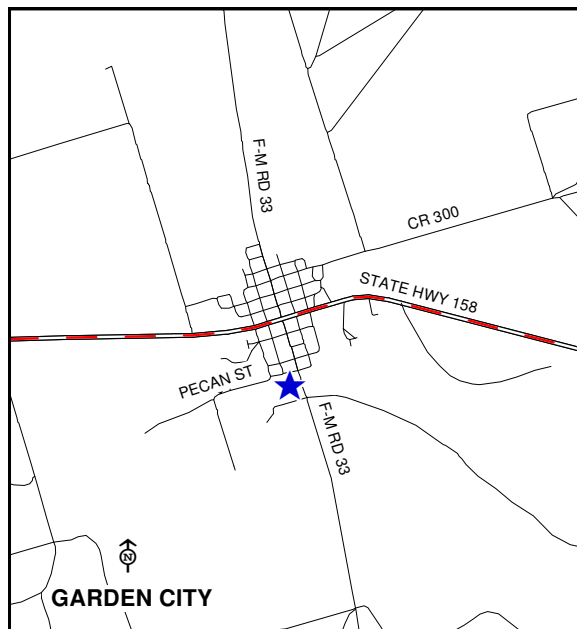 F-M RD 33
CR 300
STATE HWY 158
PECAN ST
F-M RD 33
N
GARDEN CITY